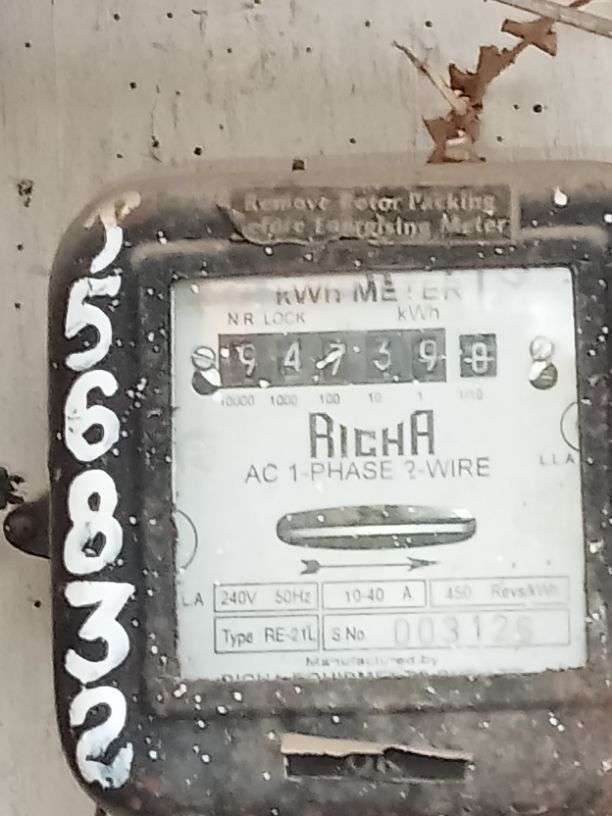 Remove Rotor Packing
Before Energising Meter
kWh METER
N R LOCK kWh
9 4 7 3 9 8
10000 1000 100 10 1 1/10
RICHA
AC 1-PHASE 2-WIRE
L.L.A
L.A
240V 50Hz 10-40 A 450 Revs/kWh
Type RE-21L S No 003126
Manufactured by
56832